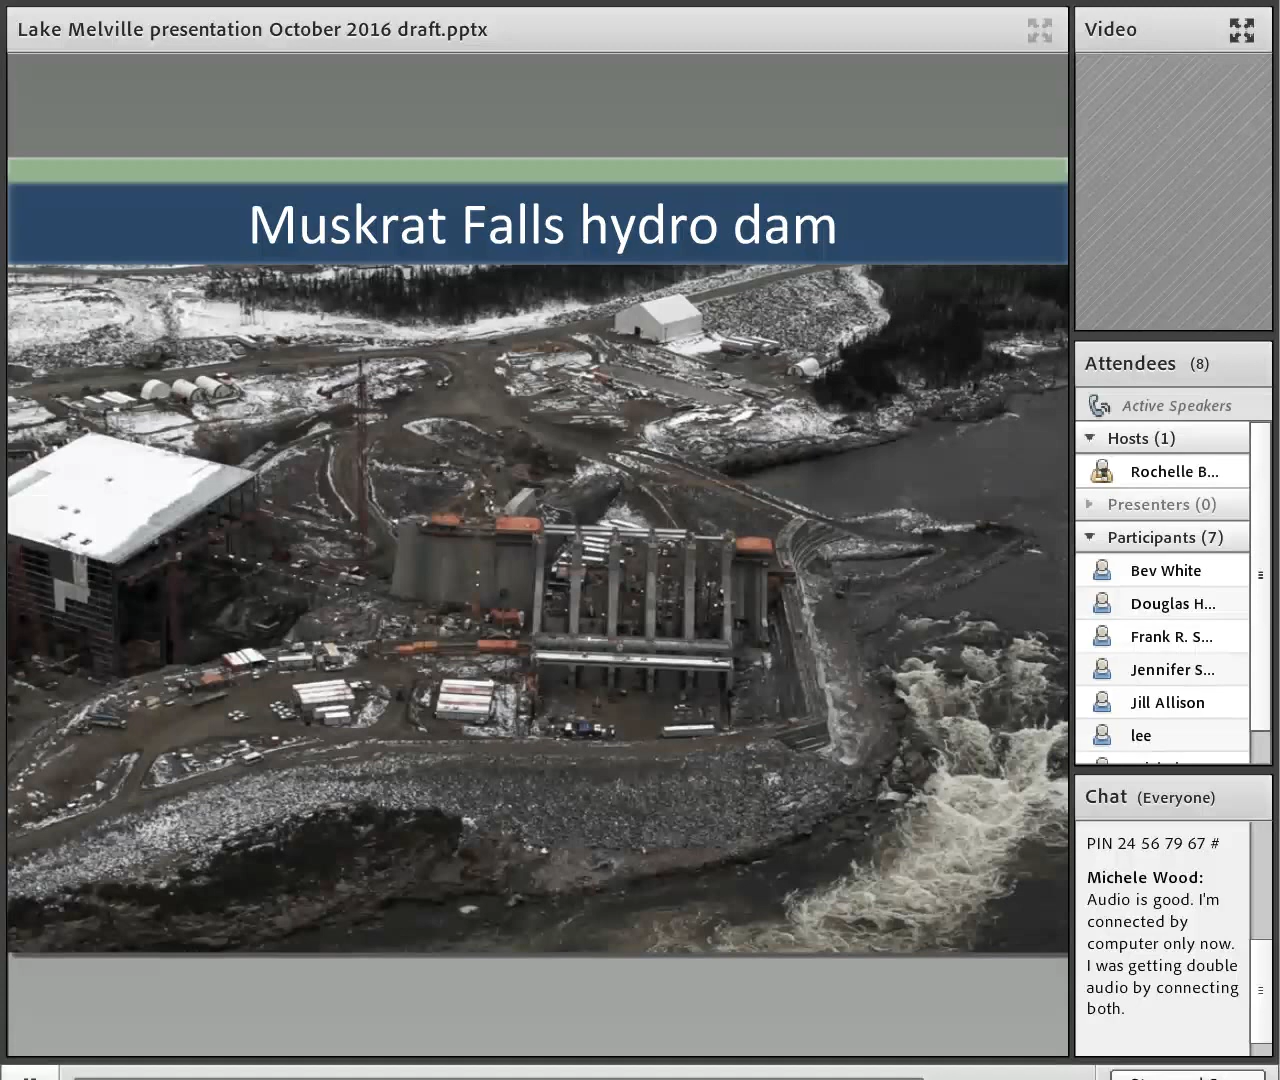 Lake Melville presentation October 2016 draft.pptx
Muskrat Falls hydro dam
Video
Attendees (8)
Active Speakers
Hosts (1)
Rochelle B...
Presenters (0)
Participants (7)
Bev White
Douglas H...
Frank R. S...
Jennifer S...
Jill Allison
lee
Chat (Everyone)
PIN 24 56 79 67 #
Michele Wood:
Audio is good. I'm
connected by
computer only now.
I was getting double
audio by connecting
both.